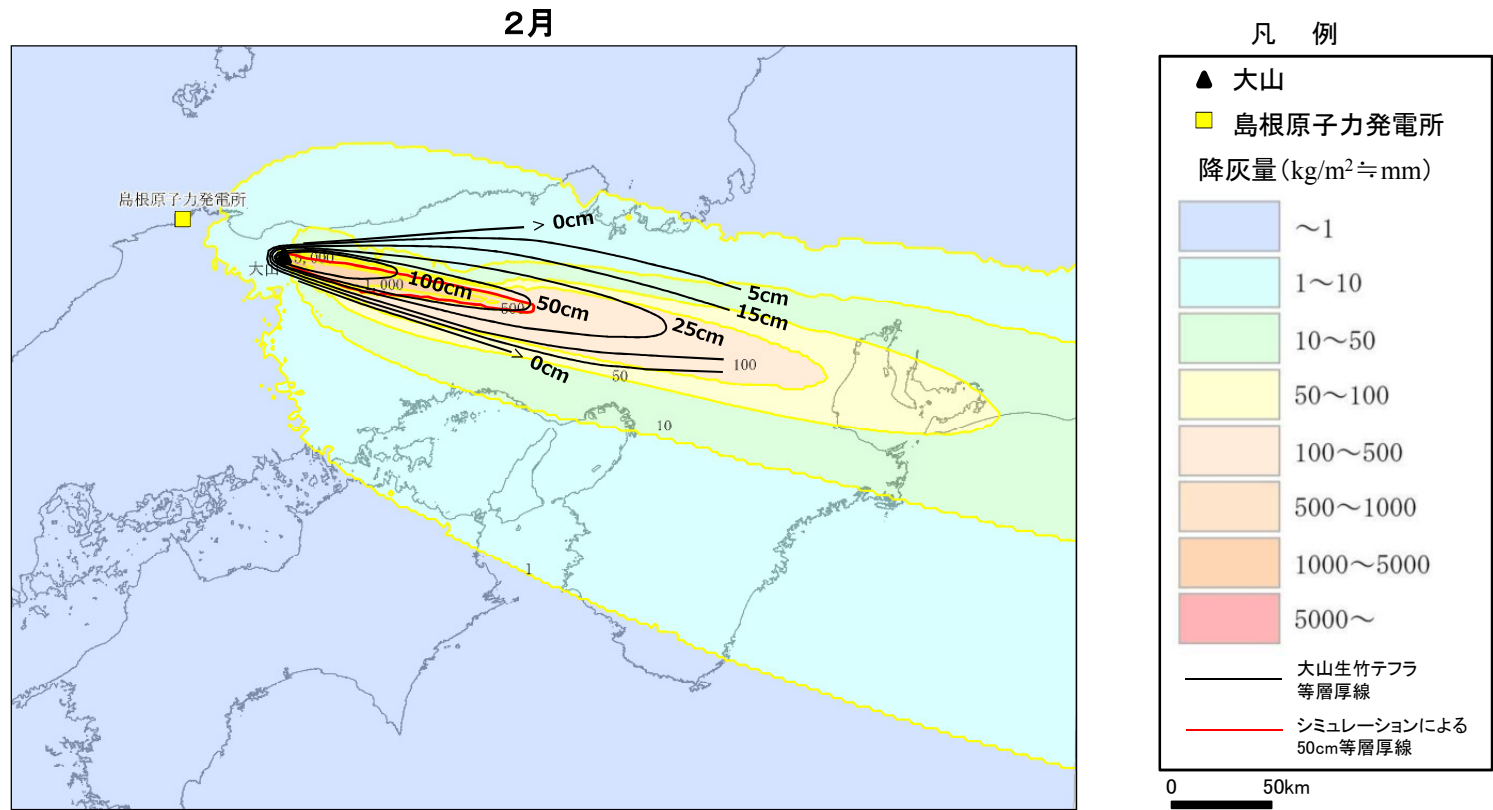 ２月
島根原子力発電所
大山
5,000
1,000
500
100
50
10
1
> 0cm
5cm
15cm
100cm
50cm
25cm
> 0cm
凡 例
大山
島根原子力発電所
降灰量(kg/m²≒mm)
～1
1～10
10～50
50～100
100～500
500～1000
1000～5000
5000～
大山生竹テフラ
等層厚線
シミュレーションによる
50cm等層厚線
0 50km